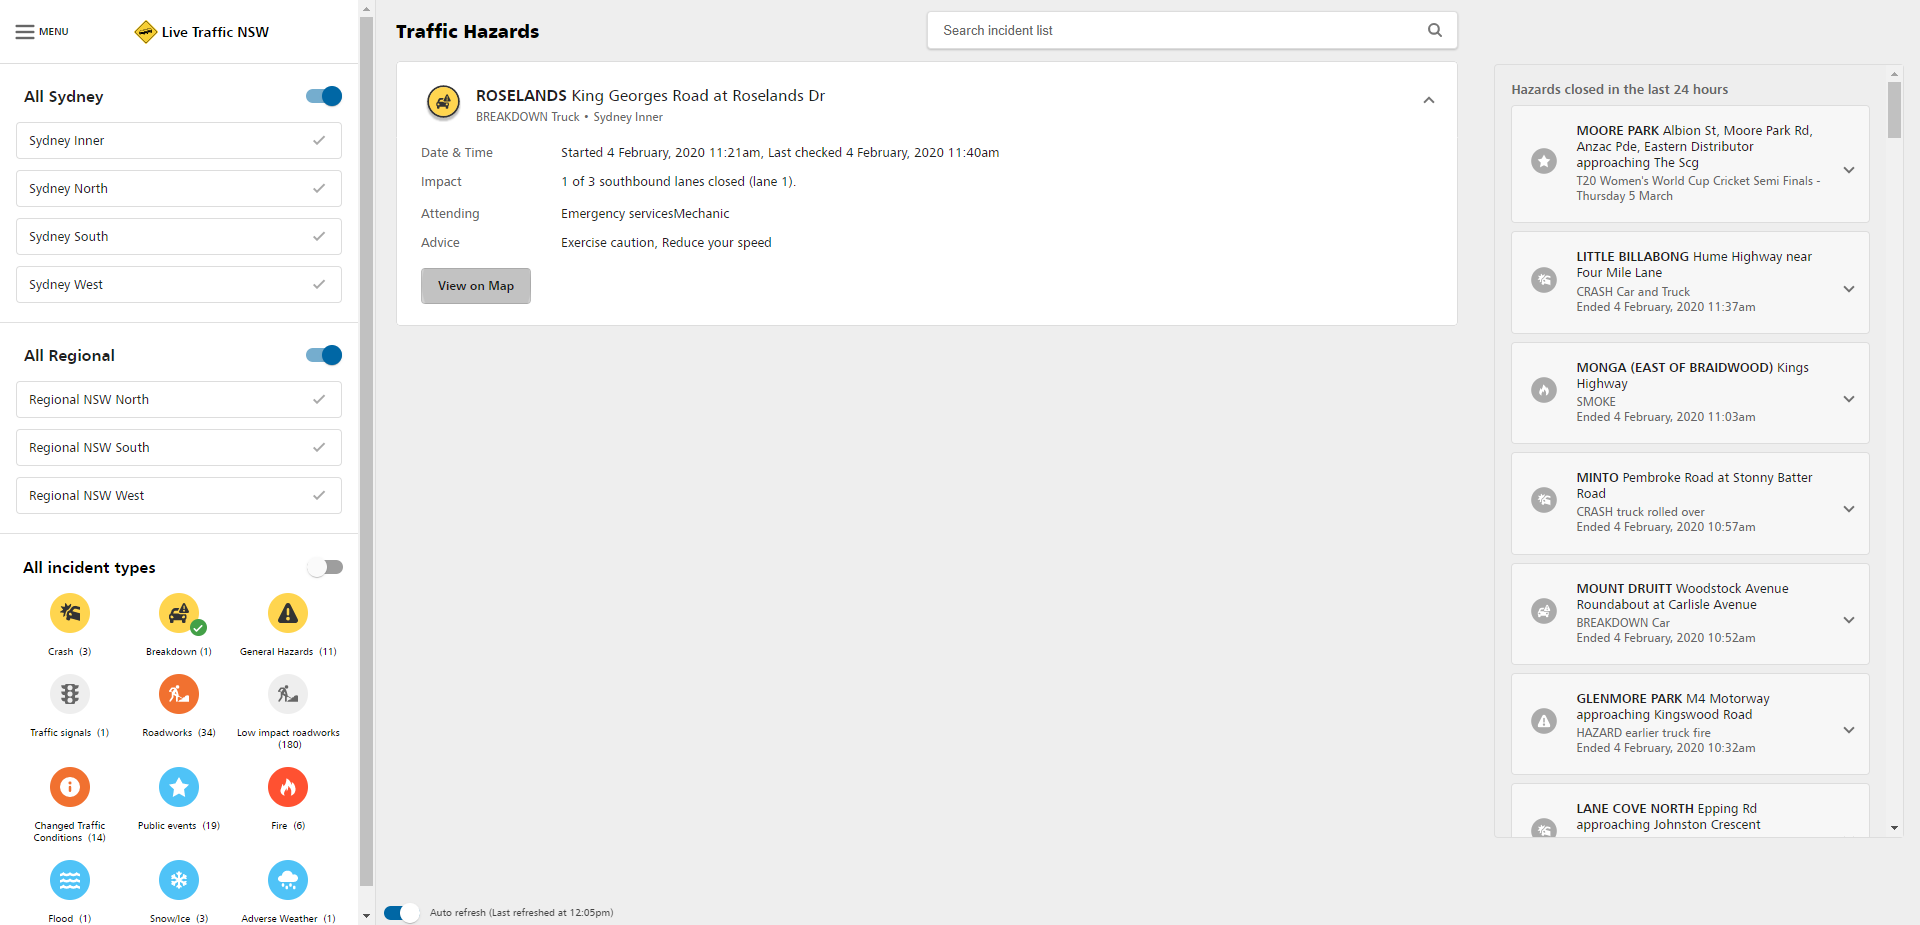 MENU
Live Traffic NSW
All Sydney
Sydney Inner
Sydney North
Sydney South
Sydney West
All Regional
Regional NSW North
Regional NSW South
Regional NSW West
All incident types
Crash (3)
Breakdown (1)
General Hazards (11)
Traffic signals (1)
Roadworks (34)
Low impact roadworks
(180)
Changed Traffic
Conditions (14)
Public events (19)
Fire (6)
Flood (1)
Snow/Ice (3)
Adverse Weather (1)
Traffic Hazards
Search incident list
ROSELANDS King Georges Road at Roselands Dr
BREAKDOWN Truck • Sydney Inner
Date & Time
Started 4 February, 2020 11:21am, Last checked 4 February, 2020 11:40am
Impact
1 of 3 southbound lanes closed (lane 1).
Attending
Emergency servicesMechanic
Advice
Exercise caution, Reduce your speed
View on Map
Auto refresh (Last refreshed at 12:05pm)
Hazards closed in the last 24 hours
MOORE PARK Albion St, Moore Park Rd,
Anzac Pde, Eastern Distributor
approaching The Scg
T20 Women's World Cup Cricket Semi Finals -
Thursday 5 March
LITTLE BILLABONG Hume Highway near
Four Mile Lane
CRASH Car and Truck
Ended 4 February, 2020 11:37am
MONGA (EAST OF BRAIDWOOD) Kings
Highway
SMOKE
Ended 4 February, 2020 11:03am
MINTO Pembroke Road at Stonny Batter
Road
CRASH truck rolled over
Ended 4 February, 2020 10:57am
MOUNT DRUITT Woodstock Avenue
Roundabout at Carlisle Avenue
BREAKDOWN Car
Ended 4 February, 2020 10:52am
GLENMORE PARK M4 Motorway
approaching Kingswood Road
HAZARD earlier truck fire
Ended 4 February, 2020 10:32am
LANE COVE NORTH Epping Rd
approaching Johnston Crescent